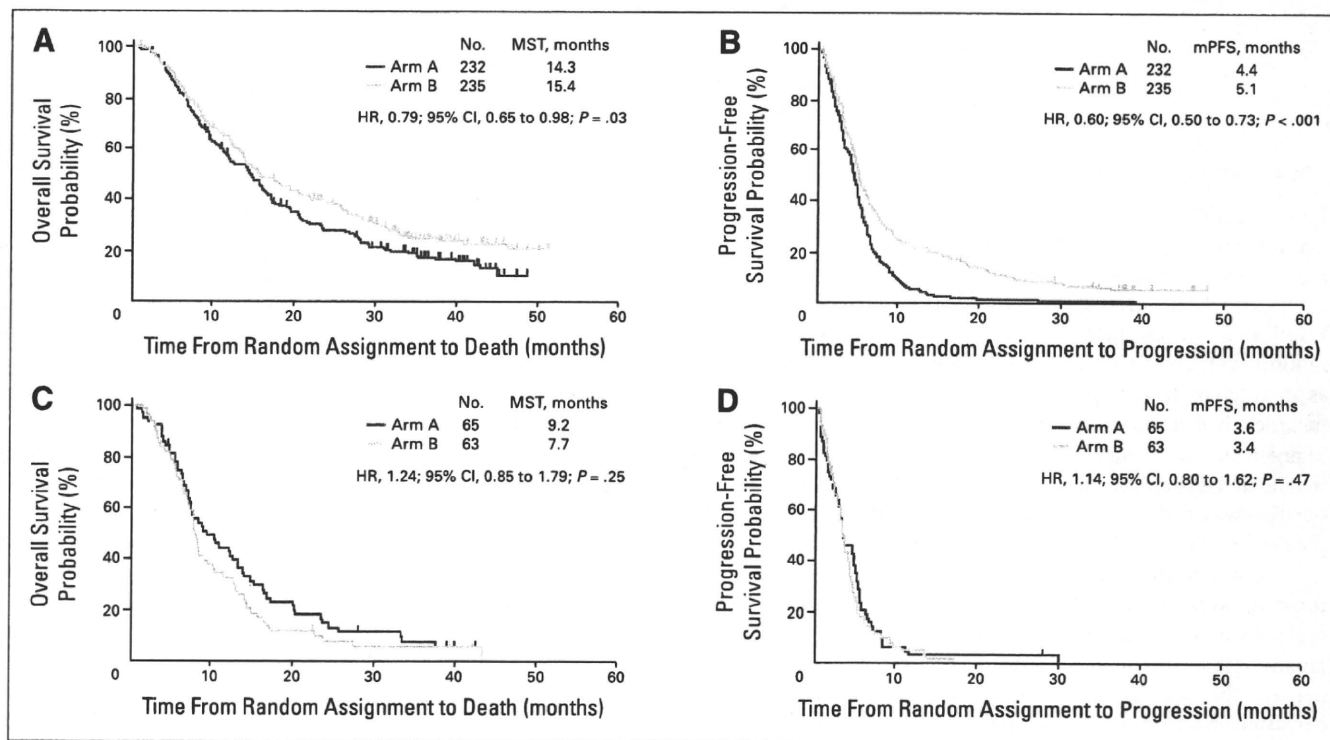 A
Overall Survival
Probability (%)
100
80
60
40
20
0
10
20
30
40
50
60
Time From Random Assignment to Death (months)
No. MST, months
Arm A 232 14.3
Arm B 235 15.4
HR, 0.79; 95% CI, 0.65 to 0.98; P = .03
B
Progression-Free
Survival Probability (%)
100
80
60
40
20
0
10
20
30
40
50
60
Time From Random Assignment to Progression (months)
No. mPFS, months
Arm A 232 4.4
Arm B 235 5.1
HR, 0.60; 95% CI, 0.50 to 0.73; P < .001
C
Overall Survival
Probability (%)
100
80
60
40
20
0
10
20
30
40
50
60
Time From Random Assignment to Death (months)
No. MST, months
Arm A 65 9.2
Arm B 63 7.7
HR, 1.24; 95% CI, 0.85 to 1.79; P = .25
D
Progression-Free
Survival Probability (%)
100
80
60
40
20
0
10
20
30
40
50
60
Time From Random Assignment to Progression (months)
No. mPFS, months
Arm A 65 3.6
Arm B 63 3.4
HR, 1.14; 95% CI, 0.80 to 1.62; P = .47